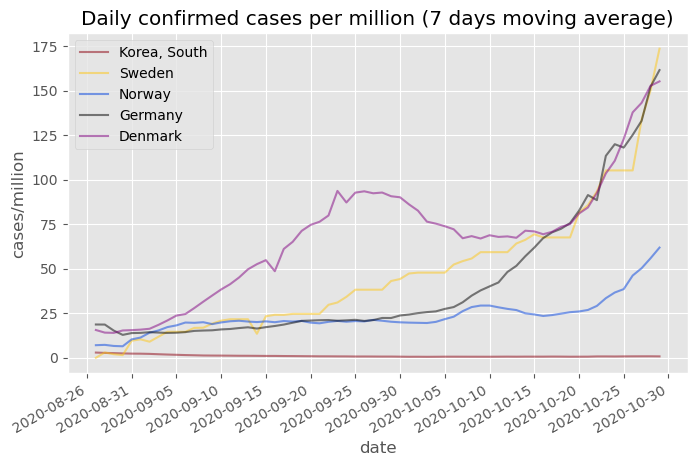 Daily confirmed cases per million (7 days moving average)
175
150
125
100
75
50
25
0
cases/million
Korea, South
Sweden
Norway
Germany
Denmark
2020-08-26
2020-08-31
2020-09-05
2020-09-10
2020-09-15
2020-09-20
2020-09-25
2020-09-30
2020-10-05
2020-10-10
2020-10-15
2020-10-20
2020-10-25
2020-10-30
date